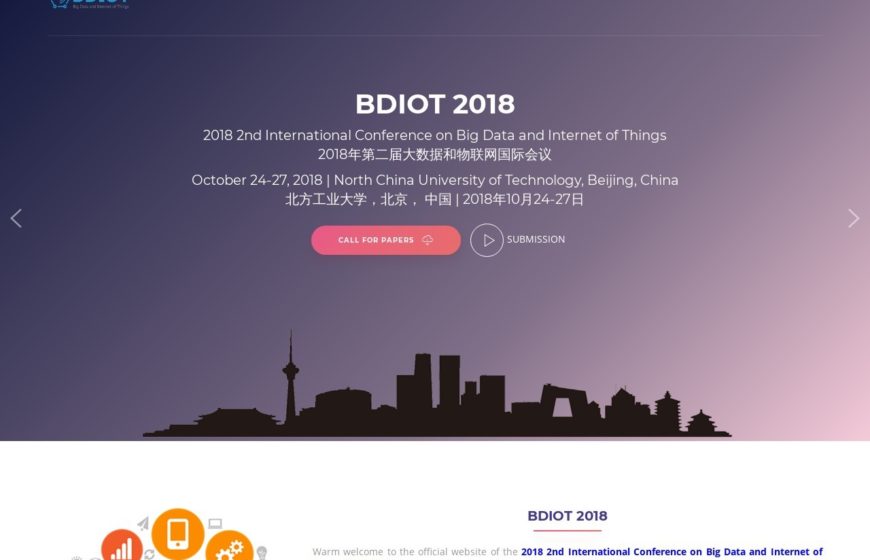 Big Data and Internet of Things
BDIOT 2018
2018 2nd International Conference on Big Data and Internet of Things
2018年第二届大数据和物联网国际会议
October 24-27, 2018 | North China University of Technology, Beijing, China
北方工业大学，北京， 中国 | 2018年10月24-27日
CALL FOR PAPERS
SUBMISSION
BDIOT 2018
Warm welcome to the official website of the 2018 2nd International Conference on Big Data and Internet of